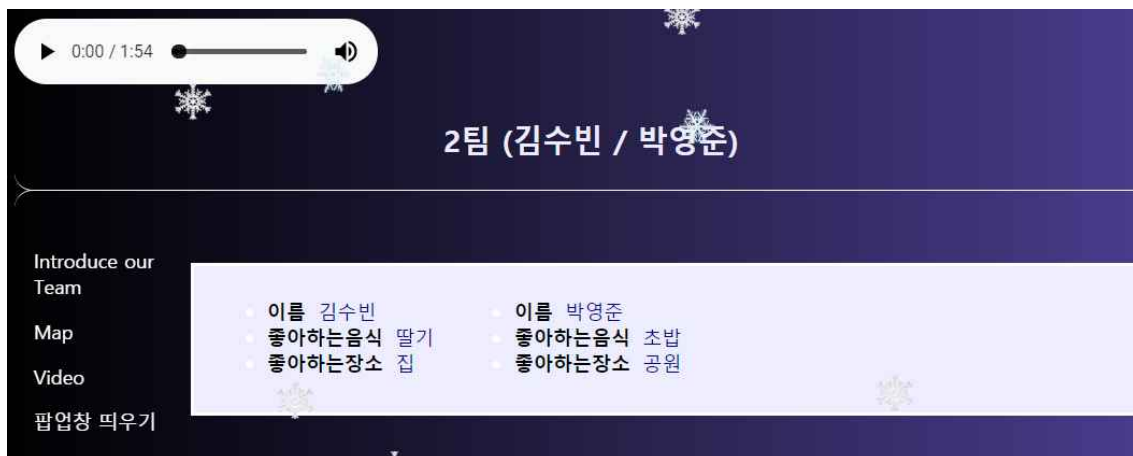 0:00 / 1:54
2팀 (김수빈 / 박영준)
Introduce our
Team
Map
Video
팝업창 띄우기
이름 김수빈
좋아하는음식 딸기
좋아하는장소 집
이름 박영준
좋아하는음식 초밥
좋아하는장소 공원